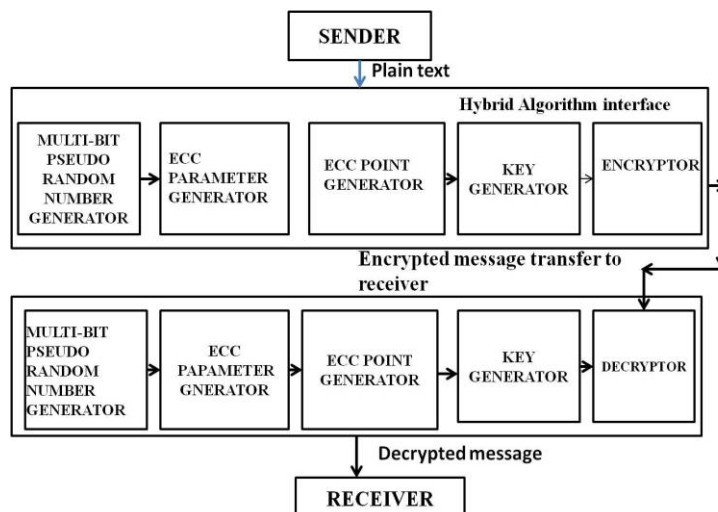 SENDER
Plain text
Hybrid Algorithm interface
MULTI-BIT
PSEUDO
RANDOM
NUMBER
GENERATOR
ECC
PARAMETER
GENERATOR
ECC POINT
GENERATOR
KEY
GENERATOR
ENCRYPTOR
Encrypted message transfer to
receiver
MULTI-BIT
PSEUDO
RANDOM
NUMBER
GENERATOR
ECC
PAPAMETER
GNERATOR
ECC POINT
GENERATOR
KEY
GENERATOR
DECRYPTOR
Decrypted message
RECEIVER